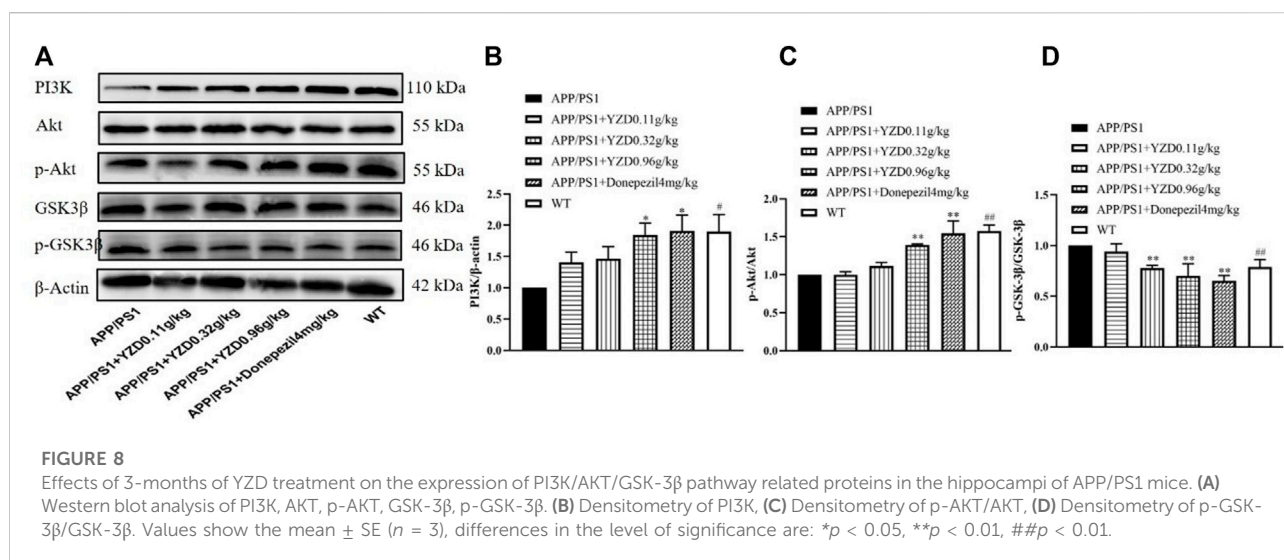 A
PI3K
110 kDa
Akt
55 kDa
p-Akt
55 kDa
GSK3β
46 kDa
p-GSK3β
46 kDa
β-Actin
42 kDa
APP/PS1
APP/PS1+YZD0.11g/kg
APP/PS1+YZD0.32g/kg
APP/PS1+YZD0.96g/kg
APP/PS1+Donepezil4mg/kg
WT
B
APP/PS1
APP/PS1+YZD0.11g/kg
APP/PS1+YZD0.32g/kg
APP/PS1+YZD0.96g/kg
APP/PS1+Donepezil4mg/kg
WT
PI3K/β-actin
2.5
2.0
1.5
1.0
0.5
0.0
*
*
#
C
APP/PS1
APP/PS1+YZD0.11g/kg
APP/PS1+YZD0.32g/kg
APP/PS1+YZD0.96g/kg
APP/PS1+Donepezil4mg/kg
WT
p-Akt/Akt
2.0
1.5
1.0
0.5
0.0
**
**
##
D
APP/PS1
APP/PS1+YZD0.11g/kg
APP/PS1+YZD0.32g/kg
APP/PS1+YZD0.96g/kg
APP/PS1+Donepezil4mg/kg
WT
p-GSK-3β/GSK-3β
1.5
1.0
0.5
0.0
**
**
**
##
FIGURE 8
Effects of 3-months of YZD treatment on the expression of PI3K/AKT/GSK-3β pathway related proteins in the hippocampi of APP/PS1 mice. (A)
Western blot analysis of PI3K, AKT, p-AKT, GSK-3β, p-GSK-3β. (B) Densitometry of PI3K, (C) Densitometry of p-AKT/AKT, (D) Densitometry of p-GSK-
3β/GSK-3β. Values show the mean ± SE (n = 3), differences in the level of significance are: *p < 0.05, **p < 0.01, ##p < 0.01.